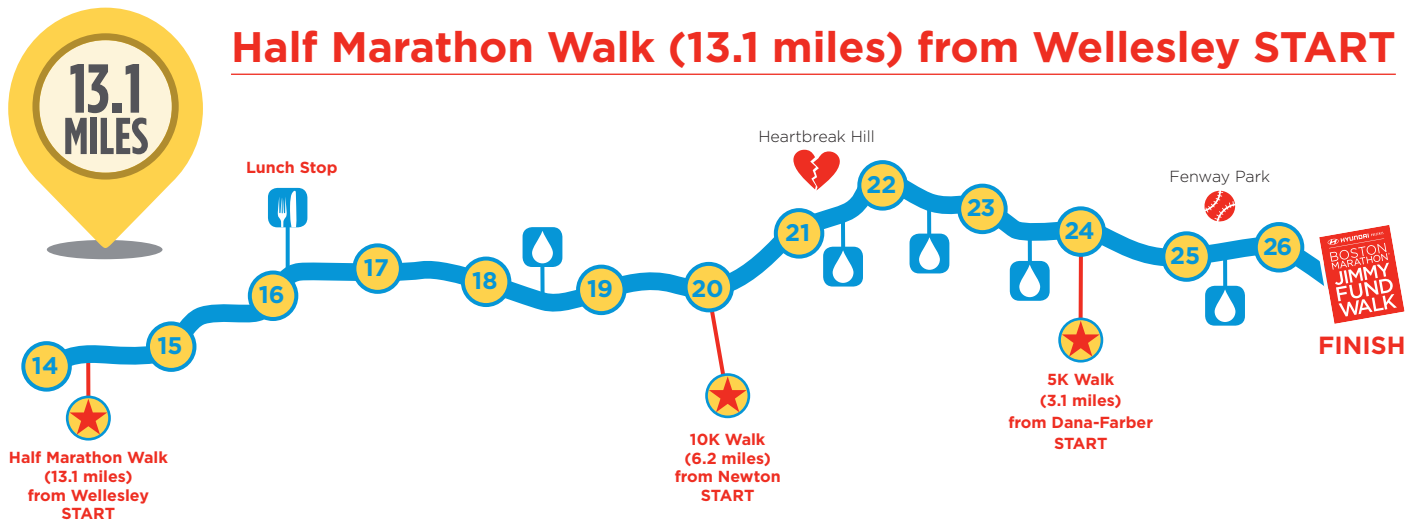 Half Marathon Walk (13.1 miles) from Wellesley START
13.1
MILES
Heartbreak Hill
Lunch Stop
Fenway Park
14
15
16
17
18
19
20
21
22
23
24
25
26
HYUNDAI
BOSTON
MARATHON®
JIMMY
FUND
WALK
FINISH
Half Marathon Walk
(13.1 miles)
from Wellesley
START
10K Walk
(6.2 miles)
from Newton
START
5K Walk
(3.1 miles)
from Dana-Farber
START